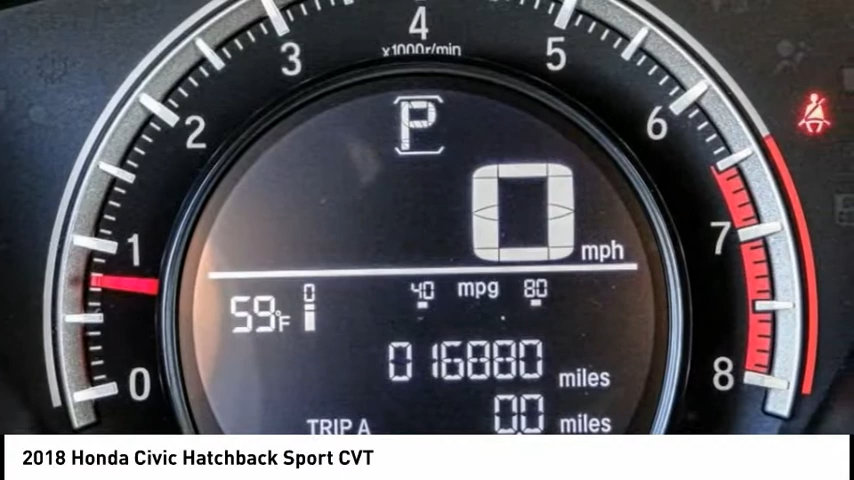 4
x1000r/min
3
5
P
2
6
0
mph
1
7
59°F
0
40
mpg
80
016880
miles
0
8
TRIP A
00
miles
2018 Honda Civic Hatchback Sport CVT